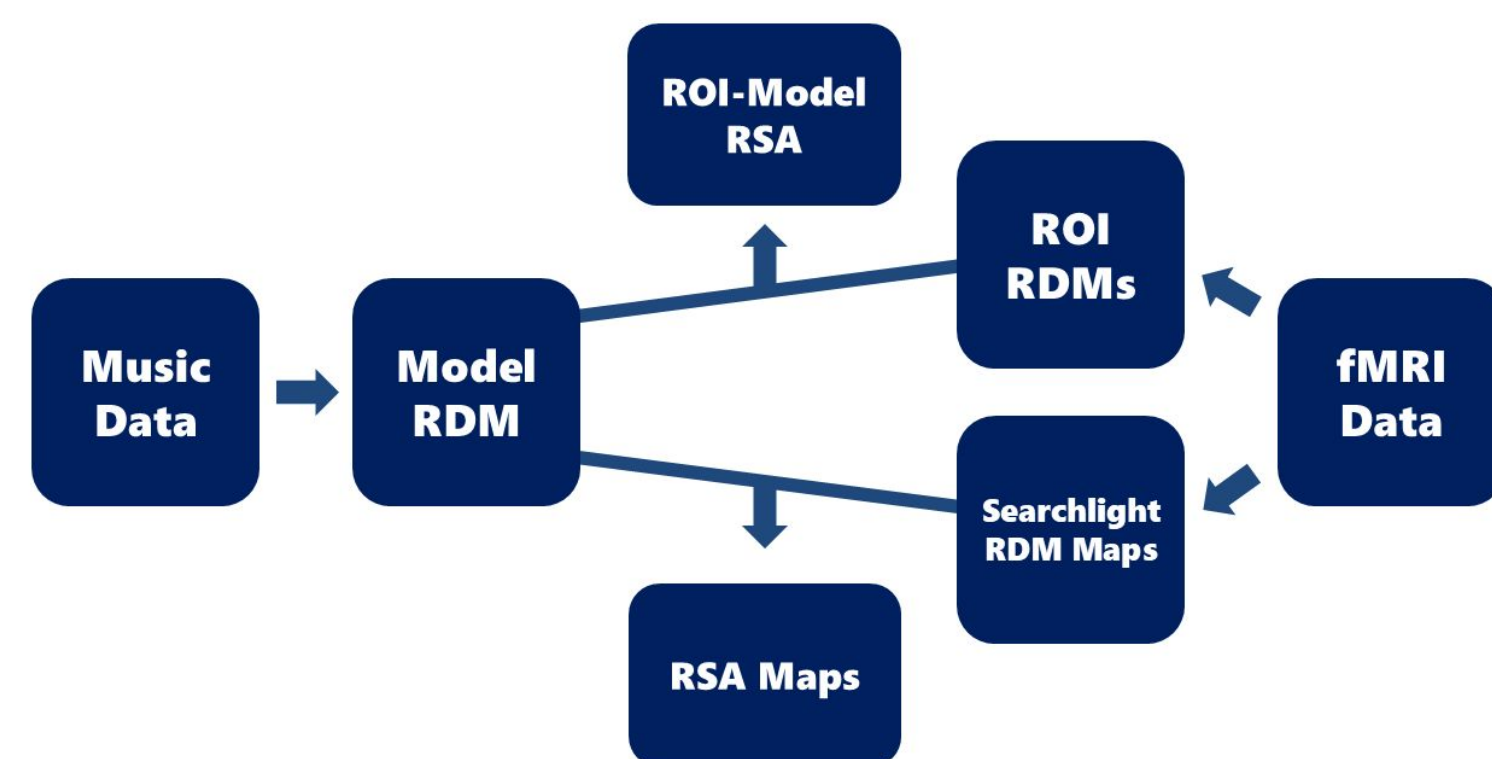 ROI-Model
RSA
ROI
RDMs
Music
Data
Model
RDM
fMRI
Data
Searchlight
RDM Maps
RSA Maps